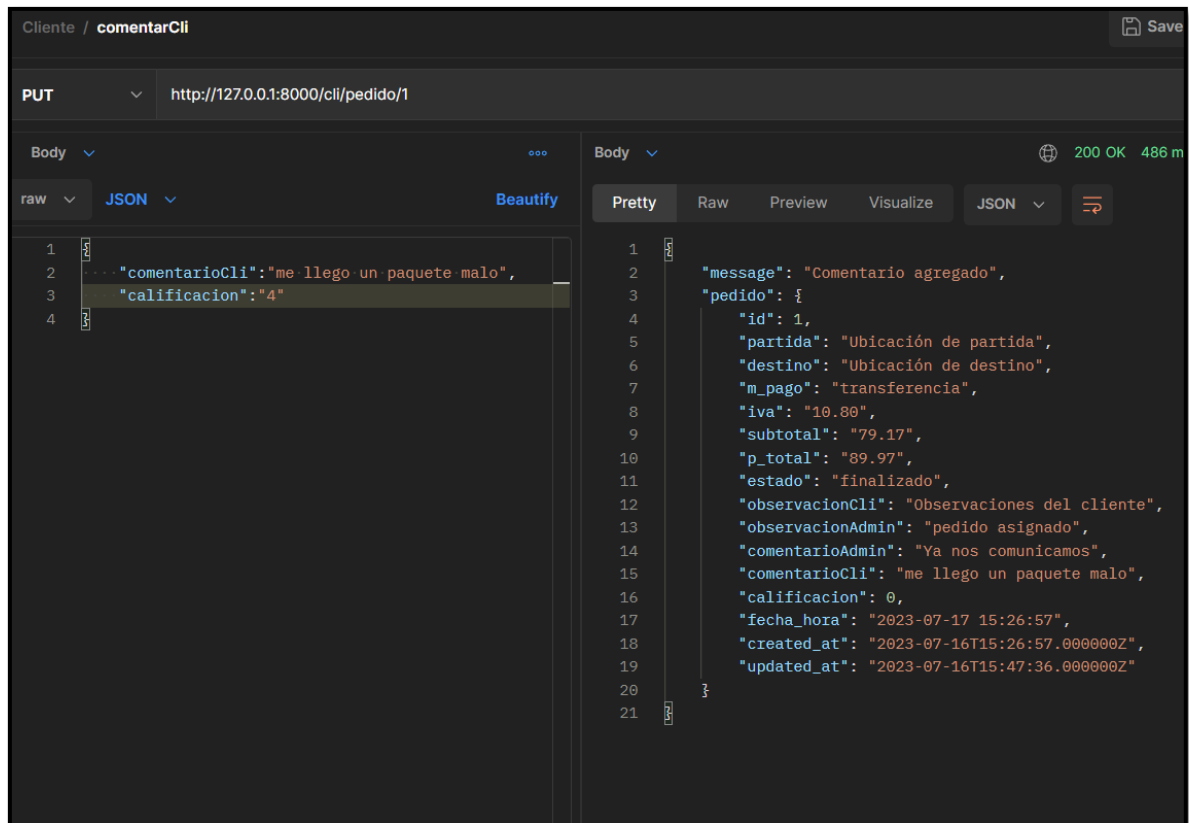 Cliente / comentarCli
Save
PUT
http://127.0.0.1:8000/cli/pedido/1
Body
ooo
raw JSON Beautify
1 {
2 ····"comentarioCli":"me·llego·un·paquete·malo",
3 ····"calificacion":"4"
4 }
Body
200 OK 486 m
Pretty Raw Preview Visualize JSON
1 {
2 "message": "Comentario agregado",
3 "pedido": {
4 "id": 1,
5 "partida": "Ubicación de partida",
6 "destino": "Ubicación de destino",
7 "m_pago": "transferencia",
8 "iva": "10.80",
9 "subtotal": "79.17",
10 "p_total": "89.97",
11 "estado": "finalizado",
12 "observacionCli": "Observaciones del cliente",
13 "observacionAdmin": "pedido asignado",
14 "comentarioAdmin": "Ya nos comunicamos",
15 "comentarioCli": "me llego un paquete malo",
16 "calificacion": 0,
17 "fecha_hora": "2023-07-17 15:26:57",
18 "created_at": "2023-07-16T15:26:57.000000Z",
19 "updated_at": "2023-07-16T15:47:36.000000Z"
20 }
21 }